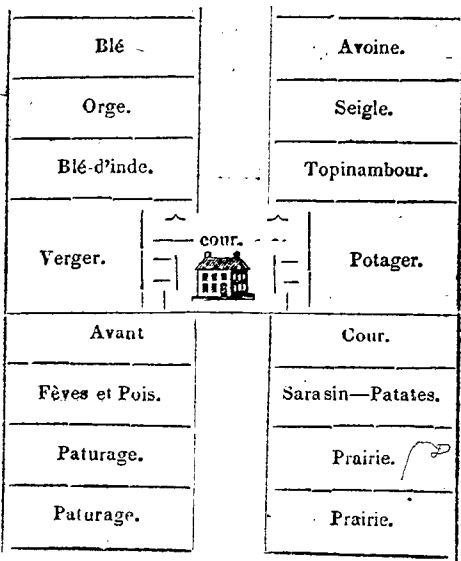 Blé
Avoine.
Orge.
Seigle.
Blé-d'inde.
Topinambour.
cour.
Verger.
Potager.
Avant
Cour.
Fèves et Pois.
Sarasin—Patates.
Paturage.
Prairie.
Paturage.
Prairie.